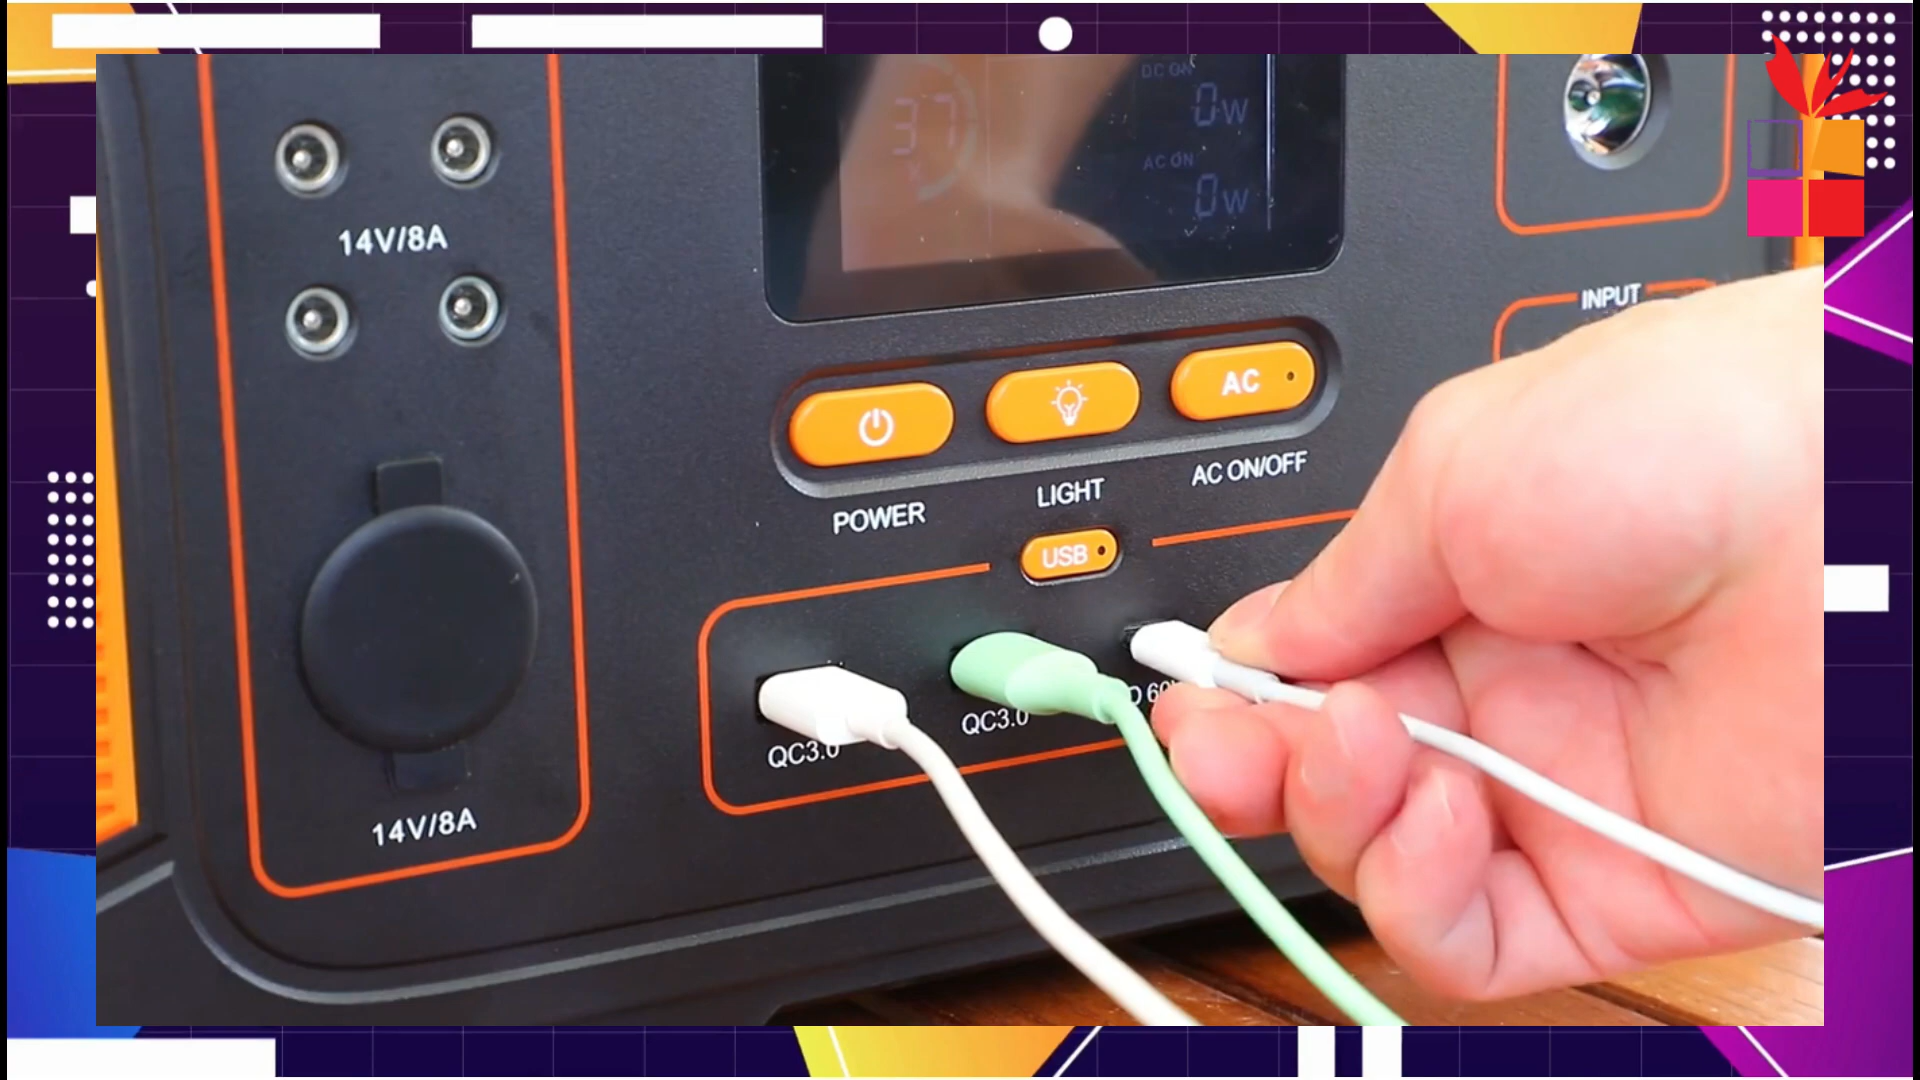 DC ON
37
0W
AC ON
0W
14V/8A
INPUT
AC
POWER
LIGHT
AC ON/OFF
USB
QC3.0
QC3.0
14V/8A